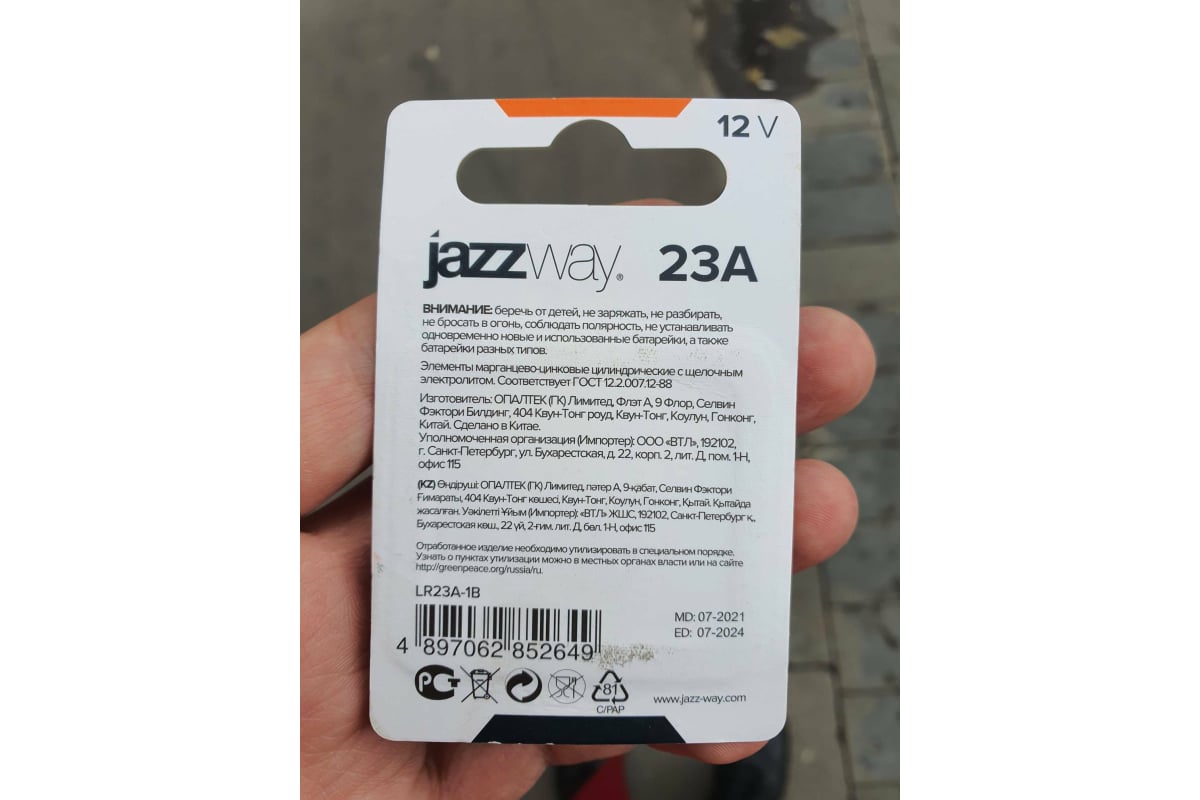 12 V
jazzway® 23A
ВНИМАНИЕ: беречь от детей, не заряжать, не разбирать,
не бросать в огонь, соблюдать полярность, не устанавливать
одновременно новые и использованные батарейки, а также
батарейки разных типов.
Элементы марганцево-цинковые цилиндрические с щелочным
электролитом. Соответствует ГОСТ 12.2.007.12-88
Изготовитель: ОПАЛТЕК (ГК) Лимитед, Флэт А, 9 Флор, Селвин
Фэктори Билдинг, 404 Квун-Тонг роуд, Квун-Тонг, Коулун, Гонконг,
Китай. Сделано в Китае.
Уполномоченная организация (Импортер): ООО «ВТЛ», 192102,
г. Санкт-Петербург, ул. Бухарестская, д. 22, корп. 2, лит. Д, пом. 1-Н,
офис 115
(KZ) Өндіруші: ОПАЛТЕК (ГК) Лимитед, пәтер А, 9-қабат, Селвин Фэктори
Ғимараты, 404 Квун-Тонг көшесі, Квун-Тонг, Коулун, Гонконг, Қытай. Қытайда
жасалған. Уәкілетті Ұйым (Импортер): «ВТЛ» ЖШС, 192102, Санкт-Петербург қ.,
Бухарестская көш., 22 үй, 2-ғим. лит. Д, бөл. 1-Н, офис 115
Отработанное изделие необходимо утилизировать в специальном порядке.
Узнать о пунктах утилизации можно в местных органах власти или на сайте
http://greenpeace.org/russia/ru.
LR23A-1B
MD: 07-2021
ED: 07-2024
4 897062 852649
РСТ
81
C/PAP
www.jazz-way.com